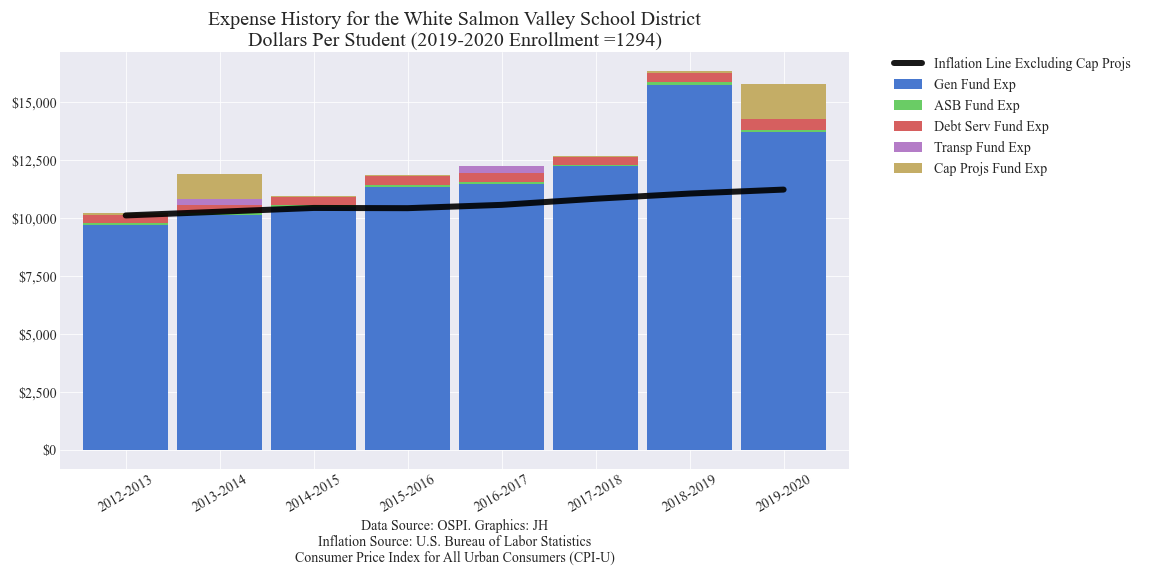 Expense History for the White Salmon Valley School District
Dollars Per Student (2019-2020 Enrollment =1294)
Inflation Line Excluding Cap Projs
Gen Fund Exp
ASB Fund Exp
Debt Serv Fund Exp
Transp Fund Exp
Cap Projs Fund Exp
$15,000
$12,500
$10,000
$7,500
$5,000
$2,500
$0
2012-2013
2013-2014
2014-2015
2015-2016
2016-2017
2017-2018
2018-2019
2019-2020
Data Source: OSPI. Graphics: JH
Inflation Source: U.S. Bureau of Labor Statistics
Consumer Price Index for All Urban Consumers (CPI-U)